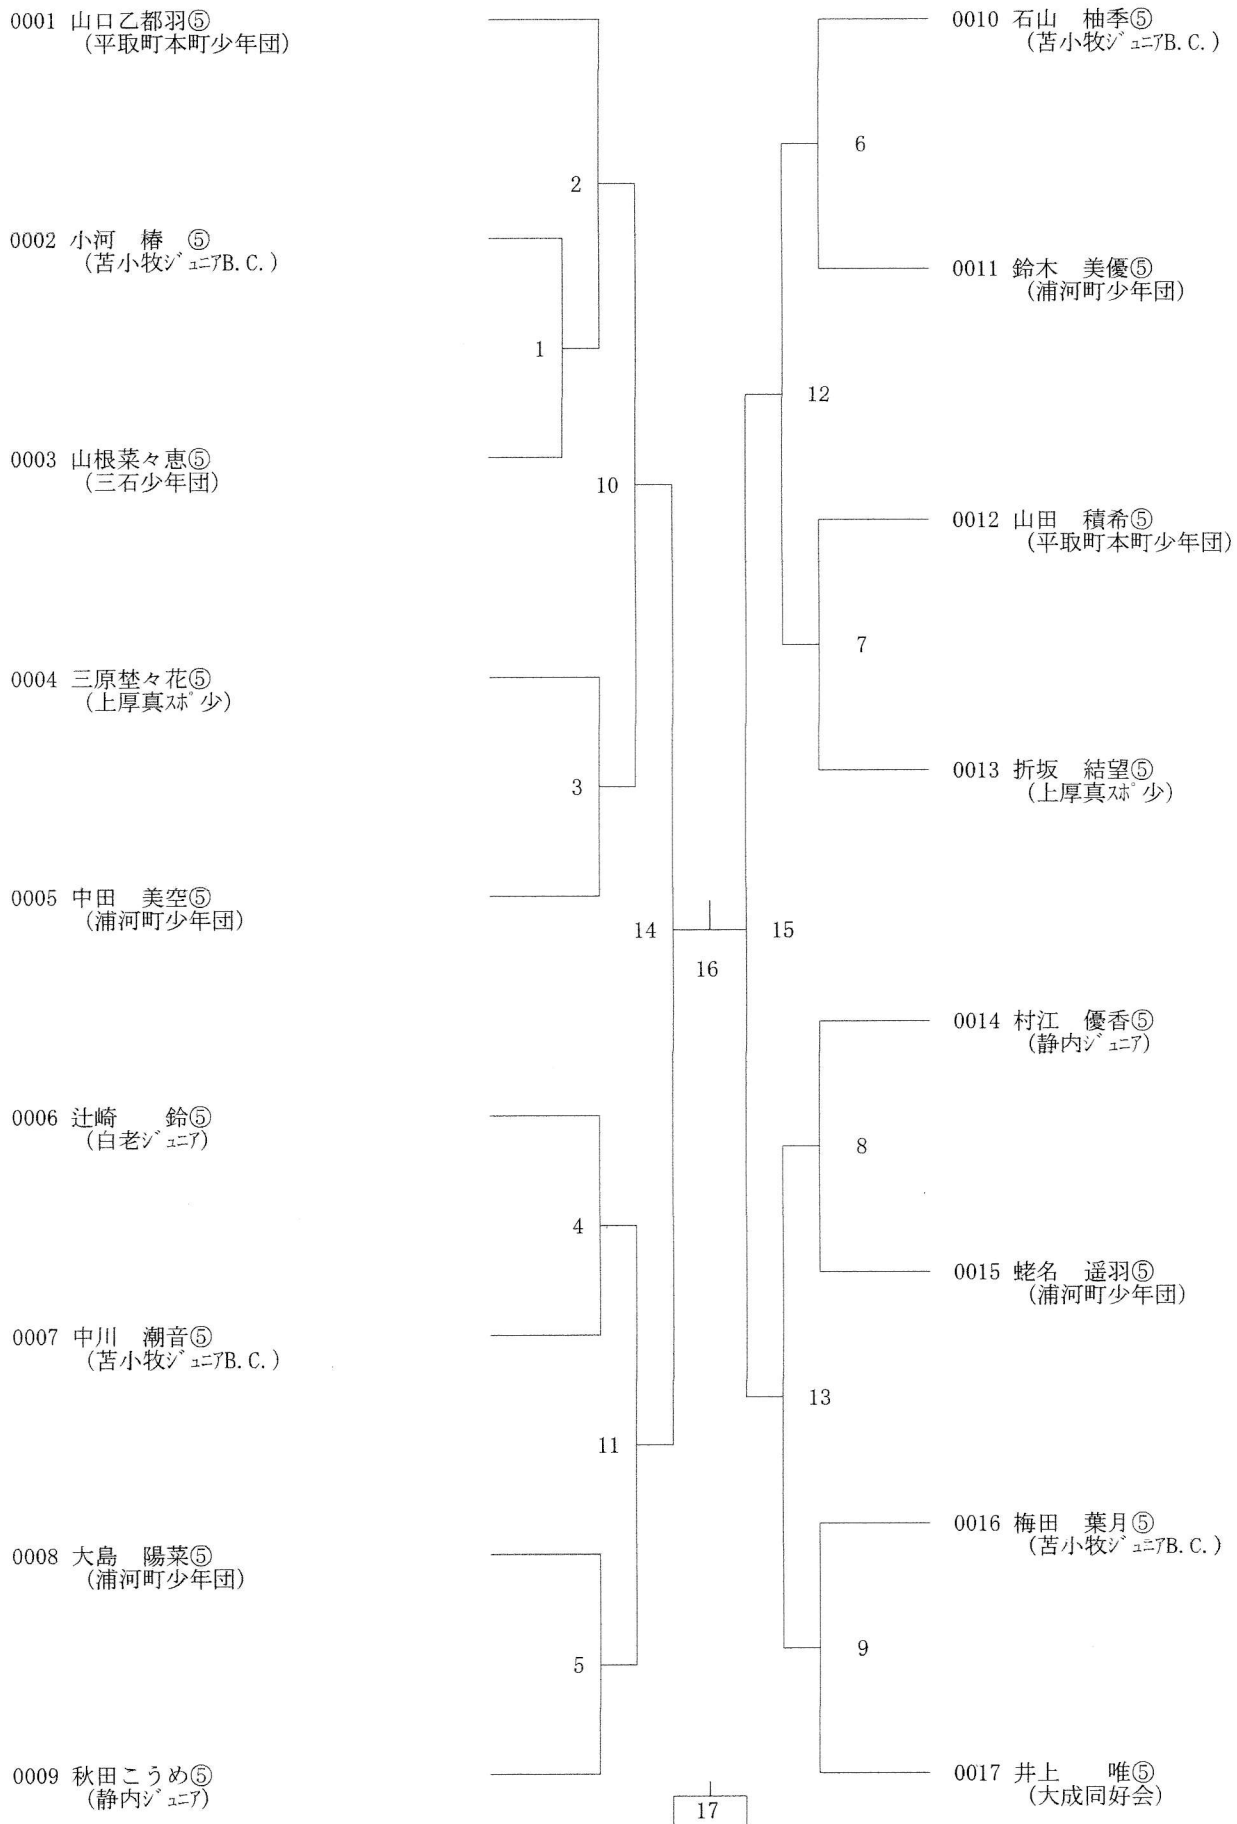 0001 山口乙都羽⑤
(平取町本町少年団)
2
0002 小河　椿　⑤
(苫小牧ｼﾞｭﾆｱB.C.)
1
0003 山根菜々恵⑤
(三石少年団)
10
0004 三原埜々花⑤
(上厚真ｽﾎﾟ少)
3
0005 中田　美空⑤
(浦河町少年団)
14
16
0006 辻崎　　鈴⑤
(白老ｼﾞｭﾆｱ)
4
0007 中川　潮音⑤
(苫小牧ｼﾞｭﾆｱB.C.)
11
0008 大島　陽菜⑤
(浦河町少年団)
5
0009 秋田こうめ⑤
(静内ｼﾞｭﾆｱ)
17
0010 石山　柚季⑤
(苫小牧ｼﾞｭﾆｱB.C.)
6
0011 鈴木　美優⑤
(浦河町少年団)
12
0012 山田　積希⑤
(平取町本町少年団)
7
0013 折坂　結望⑤
(上厚真ｽﾎﾟ少)
15
0014 村江　優香⑤
(静内ｼﾞｭﾆｱ)
8
0015 蛯名　遥羽⑤
(浦河町少年団)
13
0016 梅田　葉月⑤
(苫小牧ｼﾞｭﾆｱB.C.)
9
0017 井上　　唯⑤
(大成同好会)